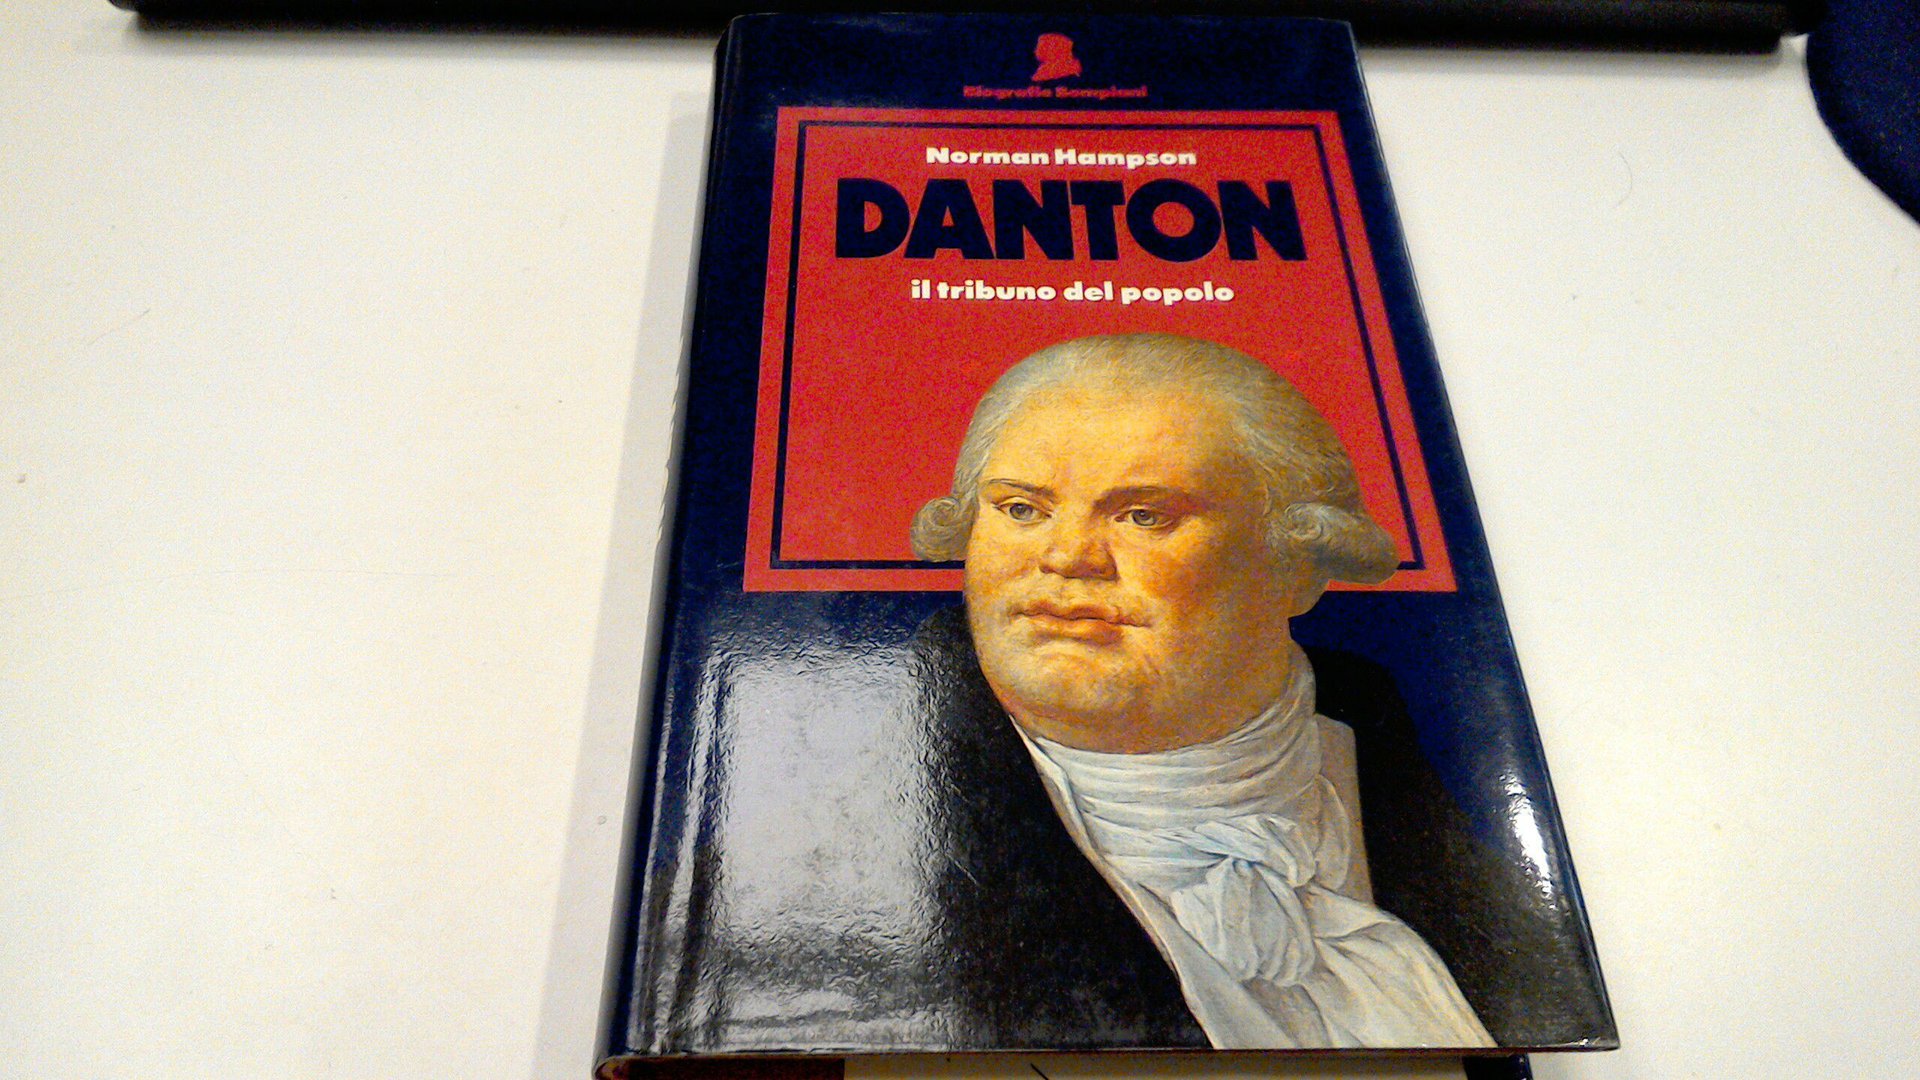 Biografie Bompiani
Norman Hampson
DANTON
il tribuno del popolo